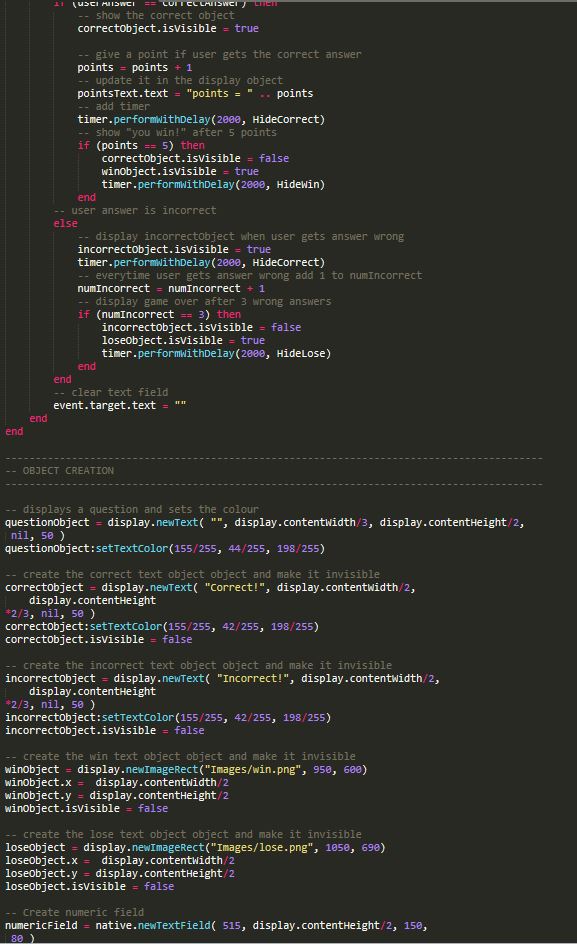 if (userAnswer == correctAnswer) then
-- show the correct object
correctObject.isVisible = true
-- give a point if user gets the correct answer
points = points + 1
-- update it in the display object
pointsText.text = "points = " .. points
-- add timer
timer.performWithDelay(2000, HideCorrect)
-- show "you win!" after 5 points
if (points == 5) then
correctObject.isVisible = false
winObject.isVisible = true
timer.performWithDelay(2000, HideWin)
end
-- user answer is incorrect
else
-- display incorrectObject when user gets answer wrong
incorrectObject.isVisible = true
timer.performWithDelay(2000, HideCorrect)
-- everytime user gets answer wrong add 1 to numIncorrect
numIncorrect = numIncorrect + 1
-- display game over after 3 wrong answers
if (numIncorrect == 3) then
incorrectObject.isVisible = false
loseObject.isVisible = true
timer.performWithDelay(2000, HideLose)
end
end
-- clear text field
event.target.text = ""
end
end
-----------------------------------------------------------------------------------------
-- OBJECT CREATION
-----------------------------------------------------------------------------------------
-- displays a question and sets the colour
questionObject = display.newText( "", display.contentWidth/3, display.contentHeight/2,
nil, 50 )
questionObject:setTextColor(155/255, 44/255, 198/255)
-- create the correct text object object and make it invisible
correctObject = display.newText( "Correct!", display.contentWidth/2,
display.contentHeight
*2/3, nil, 50 )
correctObject:setTextColor(155/255, 42/255, 198/255)
correctObject.isVisible = false
-- create the incorrect text object object and make it invisible
incorrectObject = display.newText( "Incorrect!", display.contentWidth/2,
display.contentHeight
*2/3, nil, 50 )
incorrectObject:setTextColor(155/255, 42/255, 198/255)
incorrectObject.isVisible = false
-- create the win text object object and make it invisible
winObject = display.newImageRect("Images/win.png", 950, 600)
winObject.x =  display.contentWidth/2
winObject.y = display.contentHeight/2
winObject.isVisible = false
-- create the lose text object object and make it invisible
loseObject = display.newImageRect("Images/lose.png", 1050, 690)
loseObject.x =  display.contentWidth/2
loseObject.y = display.contentHeight/2
loseObject.isVisible = false
-- Create numeric field
numericField = native.newTextField( 515, display.contentHeight/2, 150,
80 )